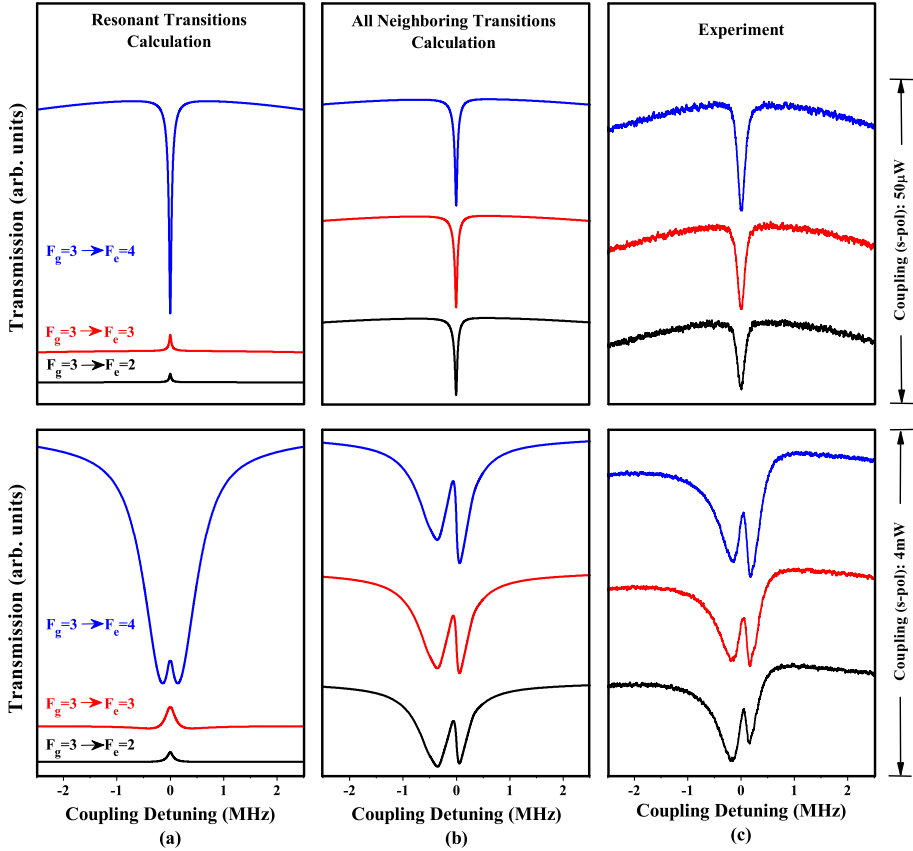 Resonant Transitions
Calculation
All Neighboring Transitions
Calculation
Experiment
Transmission (arb. units)
Fg=3 →Fe=4
Fg=3 →Fe=3
Fg=3 →Fe=2
Coupling (s-pol): 50μW
Transmission (arb. units)
Fg=3 →Fe=4
Fg=3 →Fe=3
Fg=3 →Fe=2
Coupling (s-pol): 4mW
-2 -1 0 1 2
-2 -1 0 1 2
-2 -1 0 1 2
Coupling Detuning (MHz)
Coupling Detuning (MHz)
Coupling Detuning (MHz)
(a)
(b)
(c)